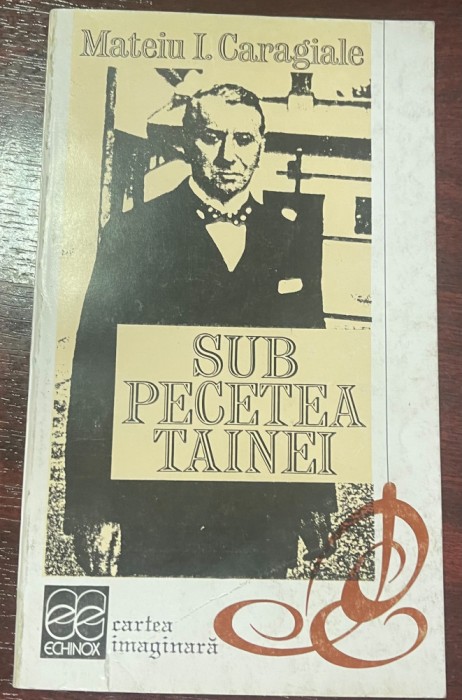 Mateiu I. Caragiale
SUB
PECETEA
TAINEI
ECHINOX
cartea
imaginară